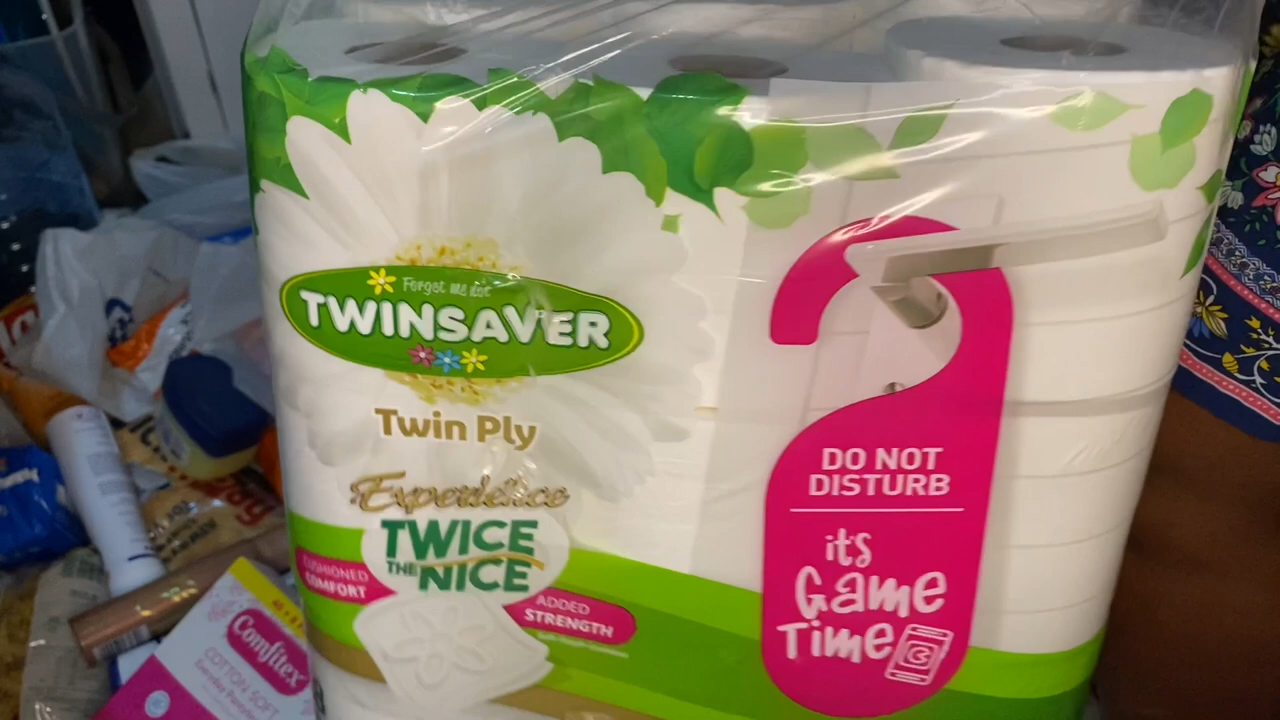 Forget me not
TWINSAVER
Twin Ply
Experience
TWICE
THE NICE
CUSHIONED
COMFORT
ADDED
STRENGTH
DO NOT
DISTURB
it's
Game
Time
Comfitex
COTTON SOFT